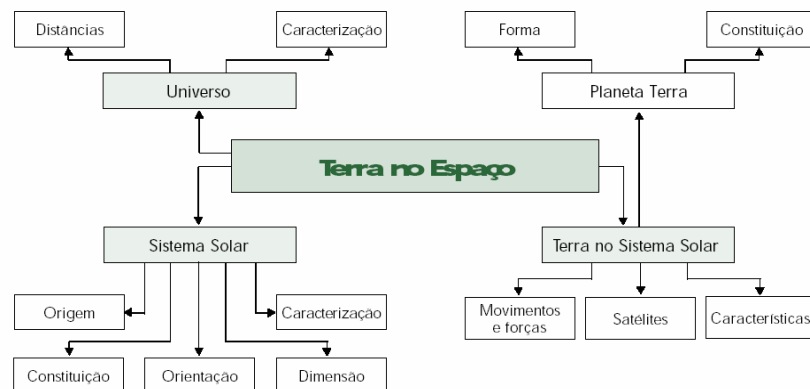 Distâncias
Caracterização
Forma
Constituição
Universo
Planeta Terra
Terra no Espaço
Sistema Solar
Terra no Sistema Solar
Origem
Caracterização
Movimentos
e forças
Satélites
Características
Constituição
Orientação
Dimensão